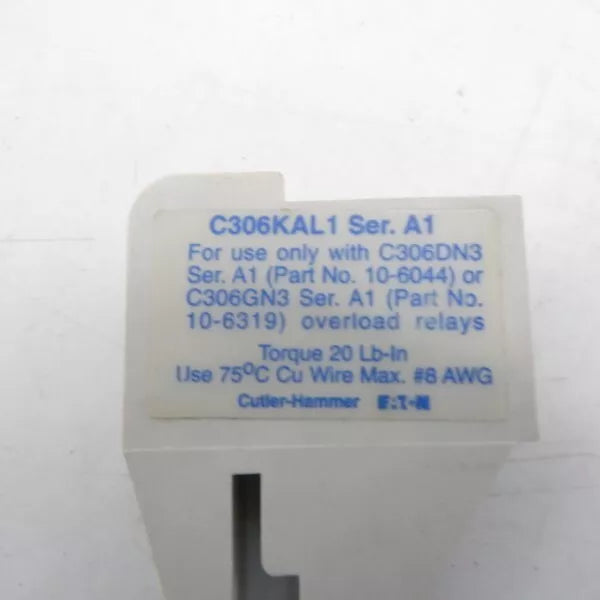 C306KAL1 Ser. A1
For use only with C306DN3
Ser. A1 (Part No. 10-6044) or
C306GN3 Ser. A1 (Part No.
10-6319) overload relays
Torque 20 Lb-In
Use 75°C Cu Wire Max. #8 AWG
Cutler-Hammer E·T·N